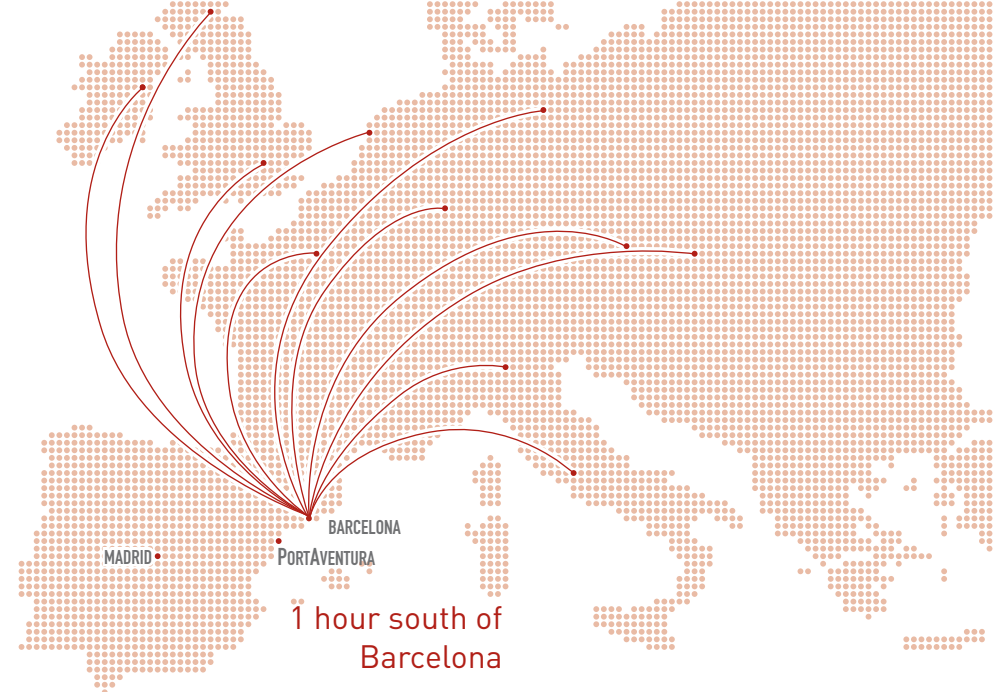 BARCELONA
MADRID
PORTAVENTURA
1 hour south of
Barcelona